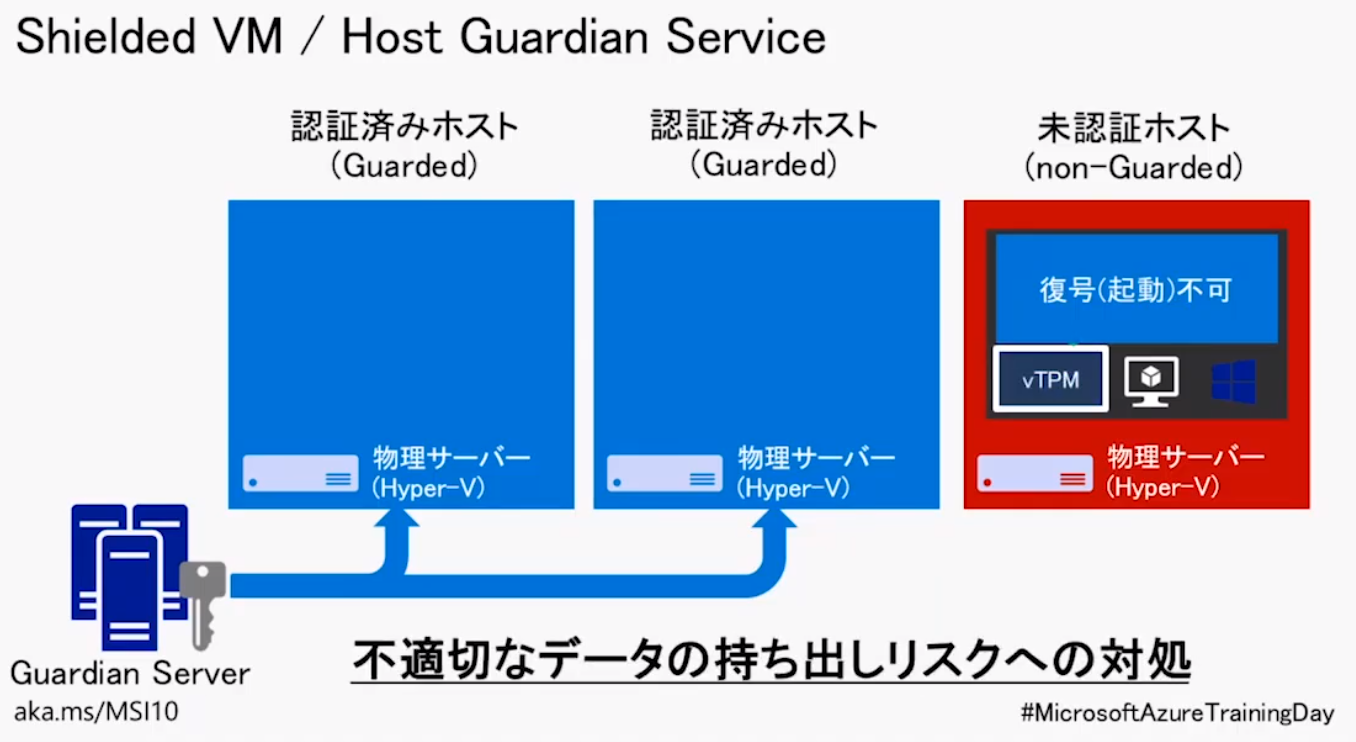 Shielded VM / Host Guardian Service
認証済みホスト
(Guarded)
認証済みホスト
(Guarded)
未認証ホスト
(non-Guarded)
復号(起動)不可
vTPM
物理サーバー
(Hyper-V)
物理サーバー
(Hyper-V)
物理サーバー
(Hyper-V)
不適切なデータの持ち出しリスクへの対処
Guardian Server
aka.ms/MSI10
#MicrosoftAzureTrainingDay